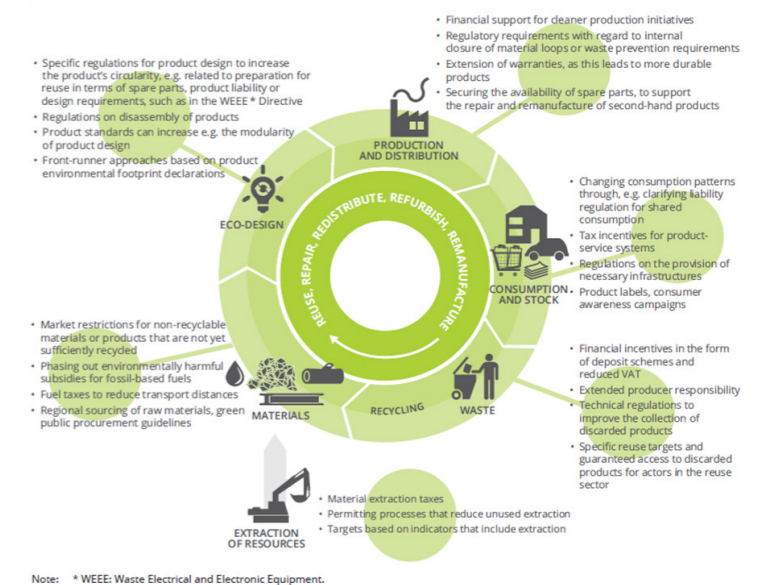 • Financial support for cleaner production initiatives
• Regulatory requirements with regard to internal
closure of material loops or waste prevention requirements
• Extension of warranties, as this leads to more durable
products
• Securing the availability of spare parts, to support
the repair and remanufacture of second-hand products
• Specific regulations for product design to increase
the product's circularity, e.g. related to preparation for
reuse in terms of spare parts, product liability or
design requirements, such as in the WEEE * Directive
• Regulations on disassembly of products
• Product standards can increase e.g. the modularity
of product design
• Front-runner approaches based on product
environmental footprint declarations
PRODUCTION
AND DISTRIBUTION
ECO-DESIGN
REUSE, REPAIR, REDISTRIBUTE, REFURBISH, REMANUFACTURE
• Changing consumption patterns
through, e.g. clarifying liability
regulation for shared
consumption
• Tax incentives for product-
service systems
• Regulations on the provision of
necessary infrastructures
• Product labels, consumer
awareness campaigns
CONSUMPTION
AND STOCK
• Market restrictions for non-recyclable
materials or products that are not yet
sufficiently recycled
• Phasing out environmentally harmful
subsidies for fossil-based fuels
• Fuel taxes to reduce transport distances
• Regional sourcing of raw materials, green
public procurement guidelines
MATERIALS
RECYCLING
WASTE
• Financial incentives in the form
of deposit schemes and
reduced VAT
• Extended producer responsibility
• Technical regulations to
improve the collection of
discarded products
• Specific reuse targets and
guaranteed access to discarded
products for actors in the reuse
sector
EXTRACTION
OF RESOURCES
• Material extraction taxes
• Permitting processes that reduce unused extraction
• Targets based on indicators that include extraction
Note: * WEEE: Waste Electrical and Electronic Equipment.